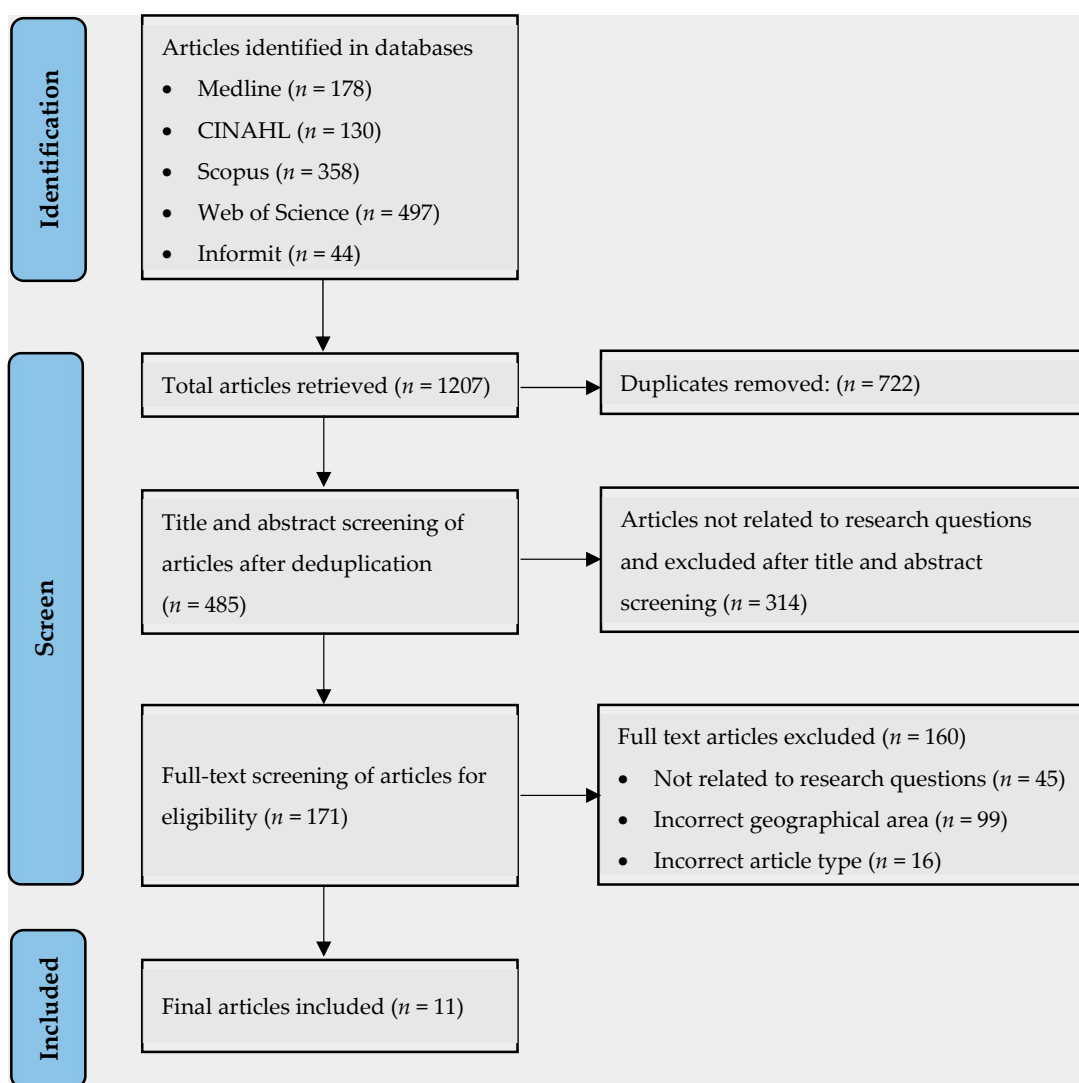 Identification
Articles identified in databases
• Medline (n = 178)
• CINAHL (n = 130)
• Scopus (n = 358)
• Web of Science (n = 497)
• Informit (n = 44)
Screen
Total articles retrieved (n = 1207)
Duplicates removed: (n = 722)
Title and abstract screening of
articles after deduplication
(n = 485)
Articles not related to research questions
and excluded after title and abstract
screening (n = 314)
Full-text screening of articles for
eligibility (n = 171)
Full text articles excluded (n = 160)
• Not related to research questions (n = 45)
• Incorrect geographical area (n = 99)
• Incorrect article type (n = 16)
Included
Final articles included (n = 11)